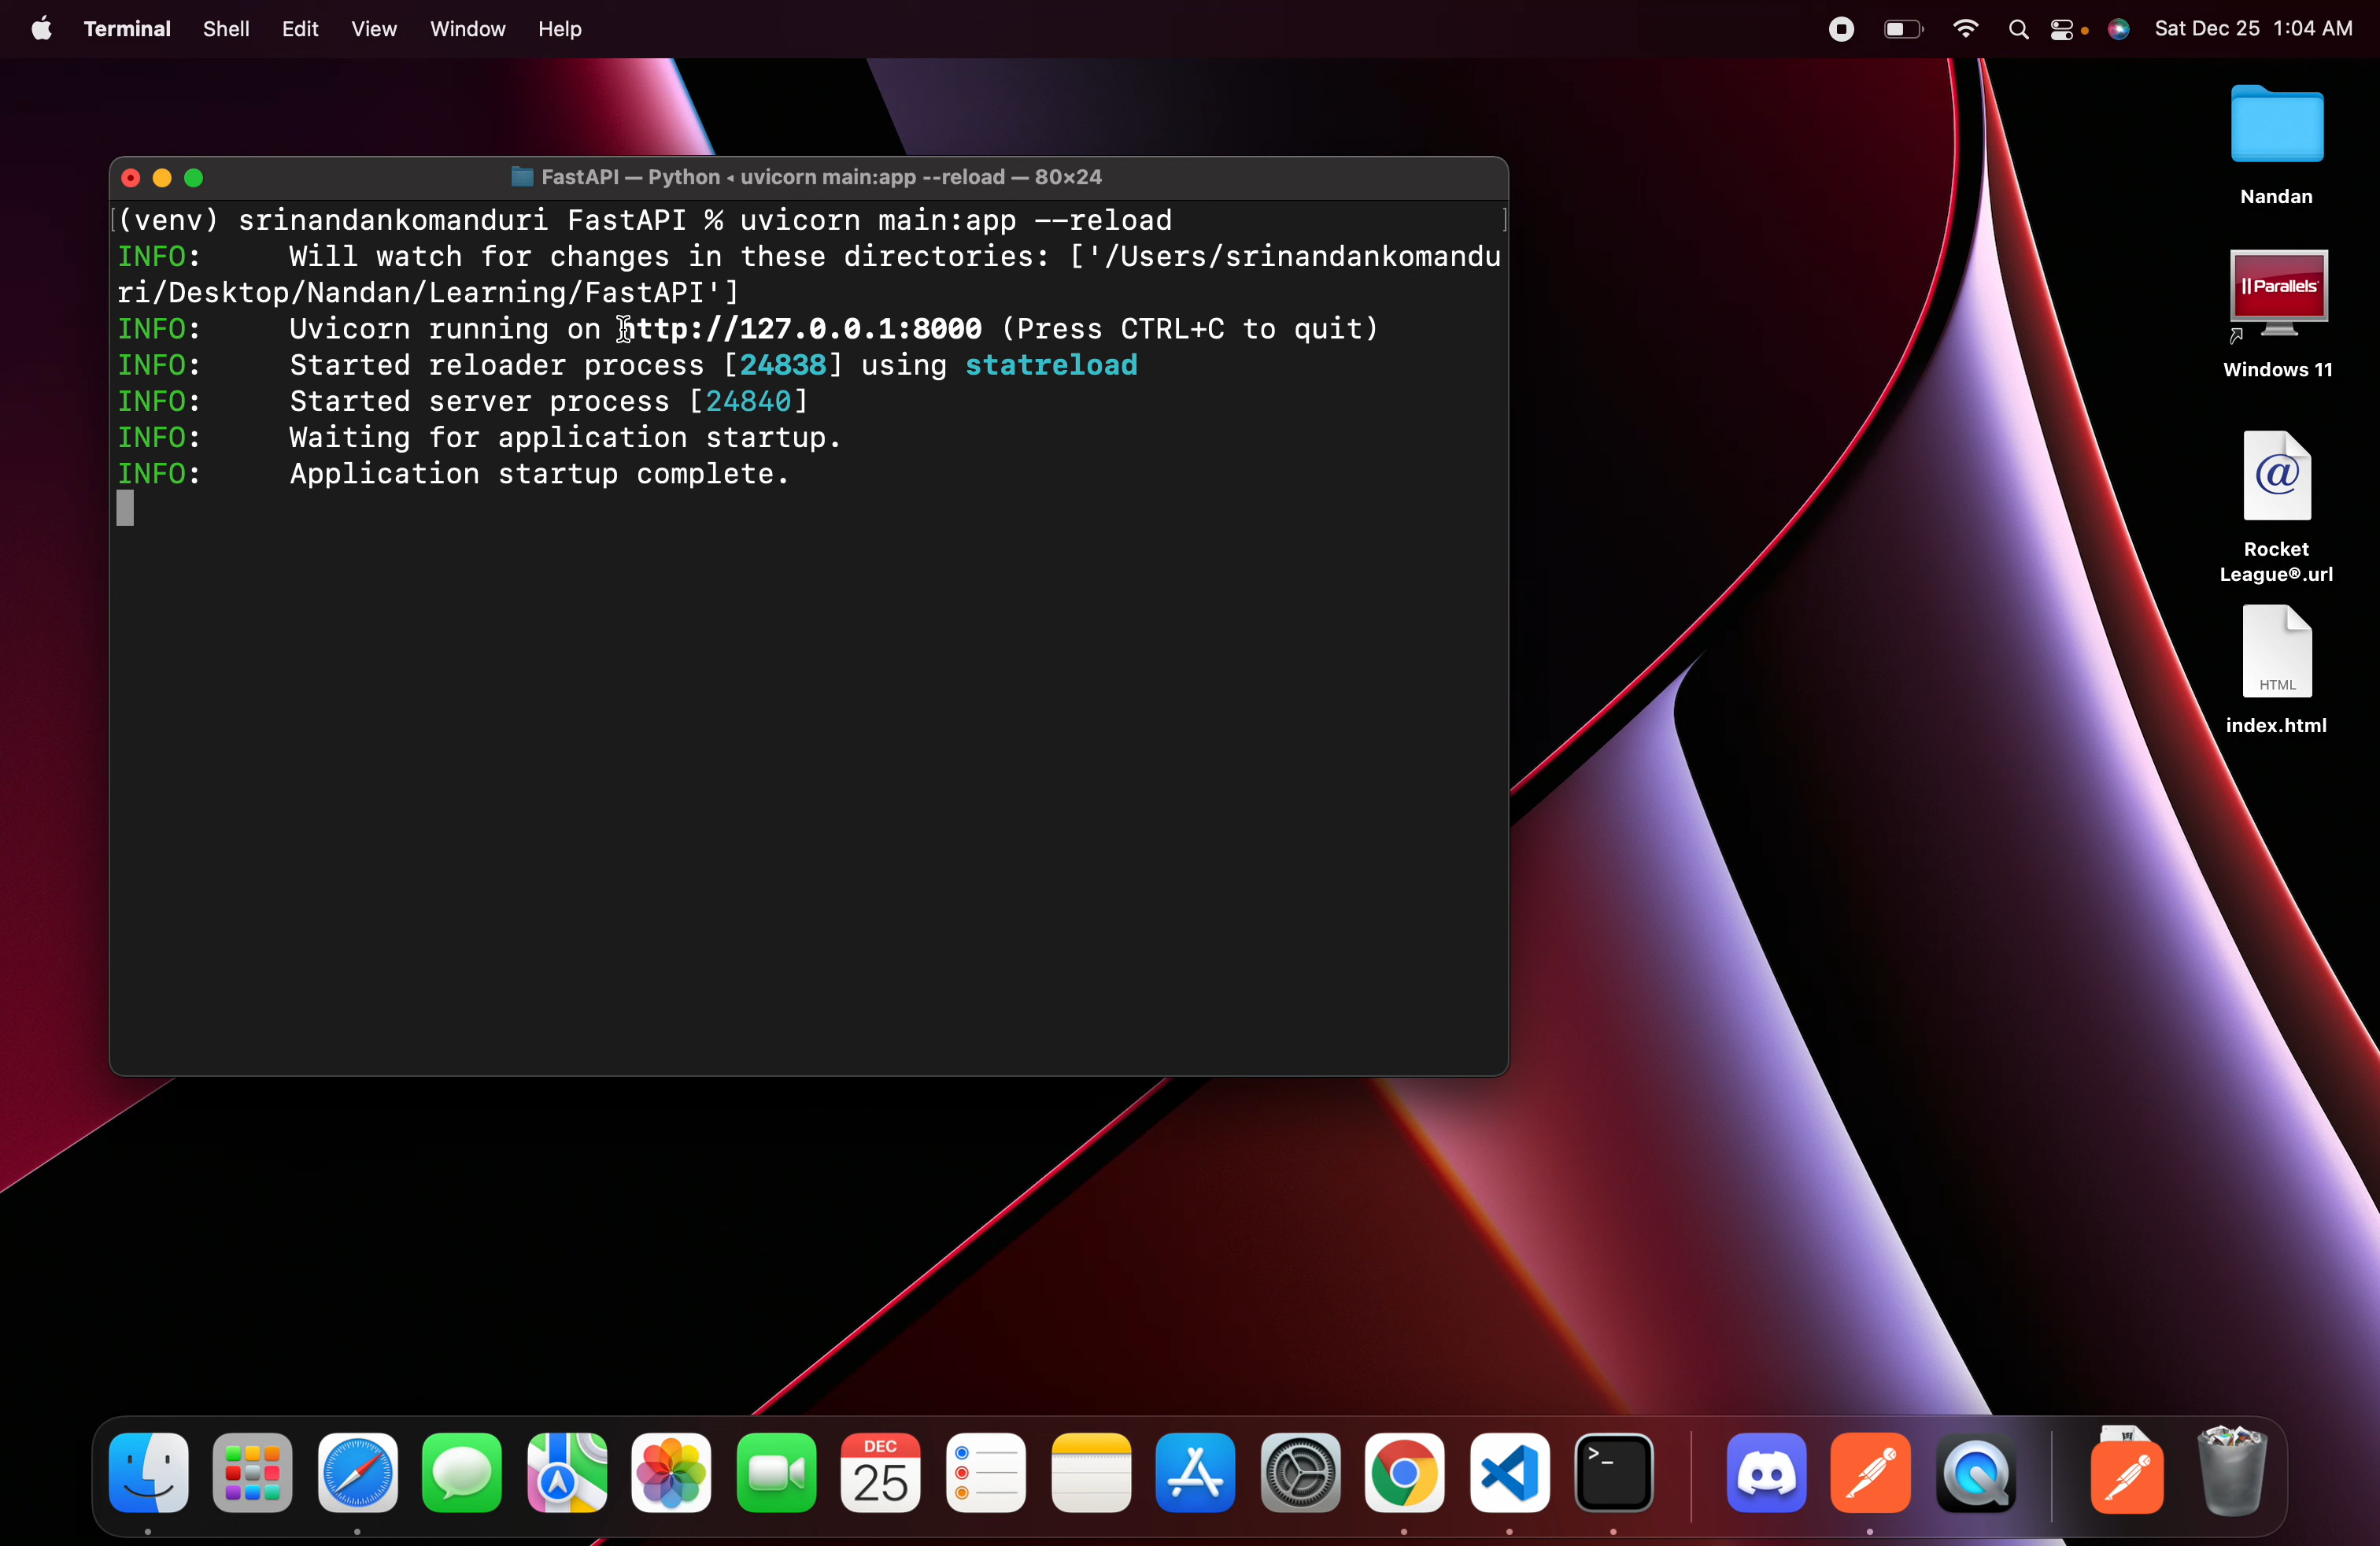 Terminal Shell Edit View Window Help Sat Dec 25 1:04 AM
FastAPI — Python ◂ uvicorn main:app --reload — 80×24
[(venv) srinandankomanduri FastAPI % uvicorn main:app --reload ]
INFO: Will watch for changes in these directories: ['/Users/srinandankomandu
ri/Desktop/Nandan/Learning/FastAPI']
INFO: Uvicorn running on http://127.0.0.1:8000 (Press CTRL+C to quit)
INFO: Started reloader process [24838] using statreload
INFO: Started server process [24840]
INFO: Waiting for application startup.
INFO: Application startup complete.
Nandan
|| Parallels
Windows 11
@
Rocket
League®.url
HTML
index.html
DEC
25
>_